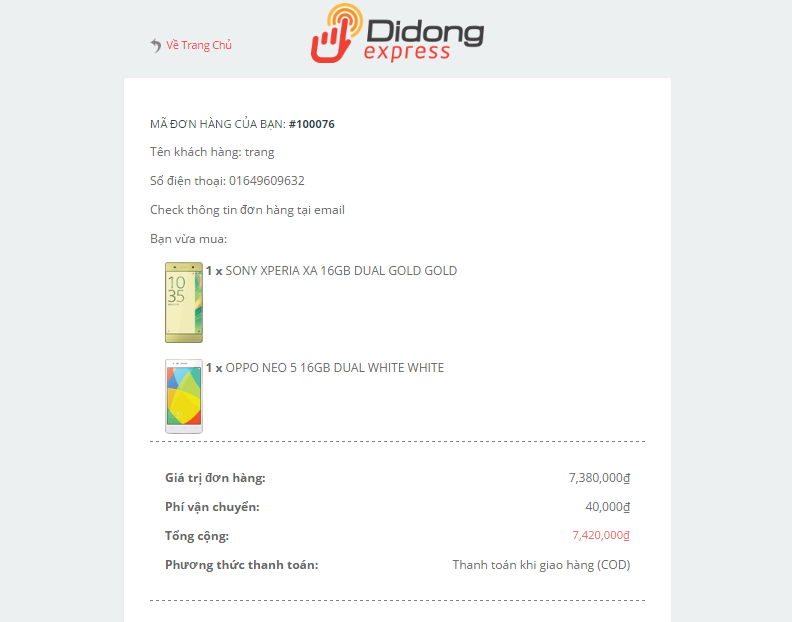 Về Trang Chủ
Didong
express
MÃ ĐƠN HÀNG CỦA BẠN: #100076
Tên khách hàng: trang
Số điện thoại: 01649609632
Check thông tin đơn hàng tại email
Bạn vừa mua:
1 x SONY XPERIA XA 16GB DUAL GOLD GOLD
10
35
1 x OPPO NEO 5 16GB DUAL WHITE WHITE
Giá trị đơn hàng: 7,380,000₫
Phí vận chuyển: 40,000₫
Tổng cộng: 7,420,000₫
Phương thức thanh toán: Thanh toán khi giao hàng (COD)